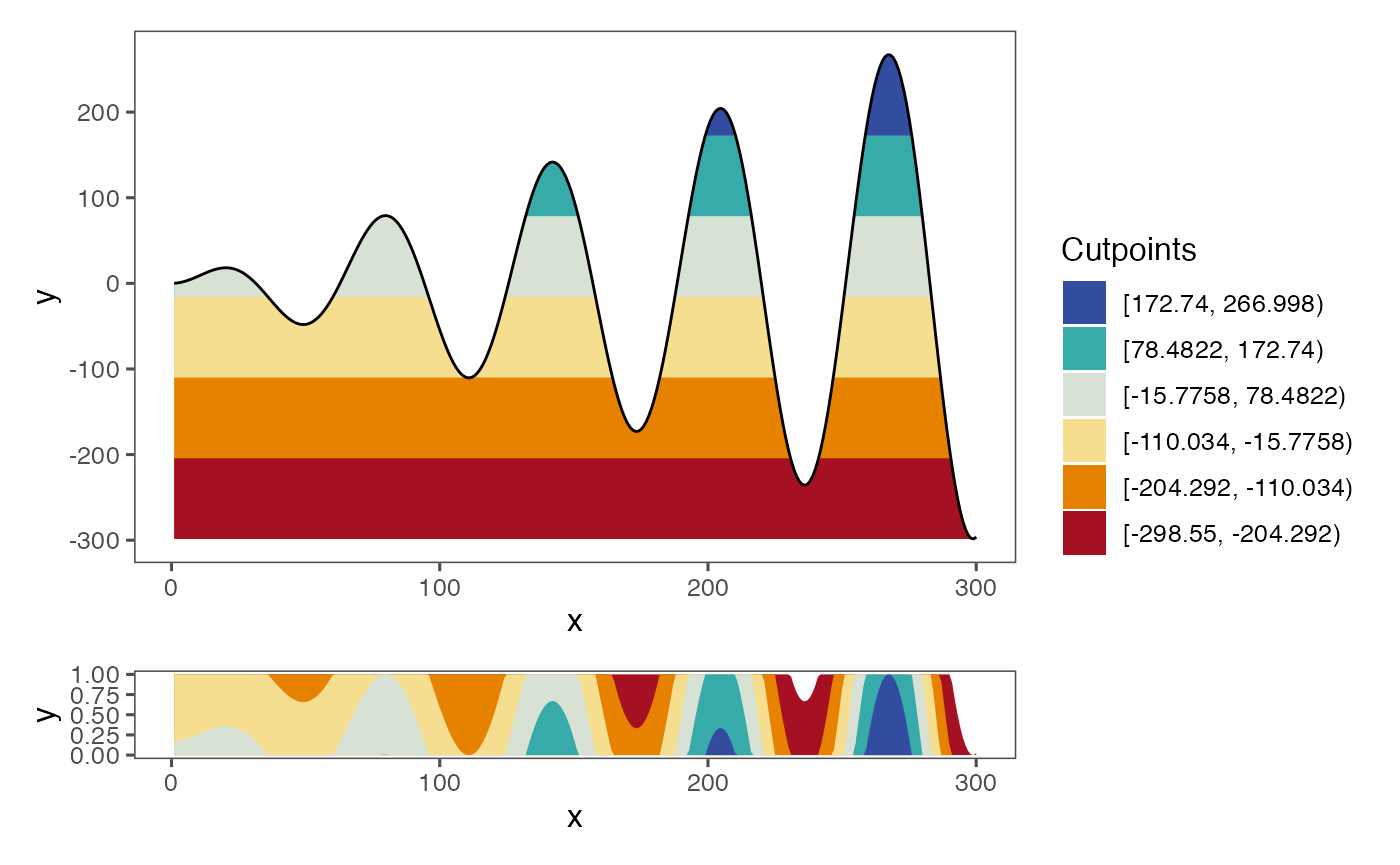 y
200
100
0
-100
-200
-300
0 100 200 300
x
Cutpoints
[172.74, 266.998)
[78.4822, 172.74)
[-15.7758, 78.4822)
[-110.034, -15.7758)
[-204.292, -110.034)
[-298.55, -204.292)
y
1.00
0.75
0.50
0.25
0.00
0 100 200 300
x